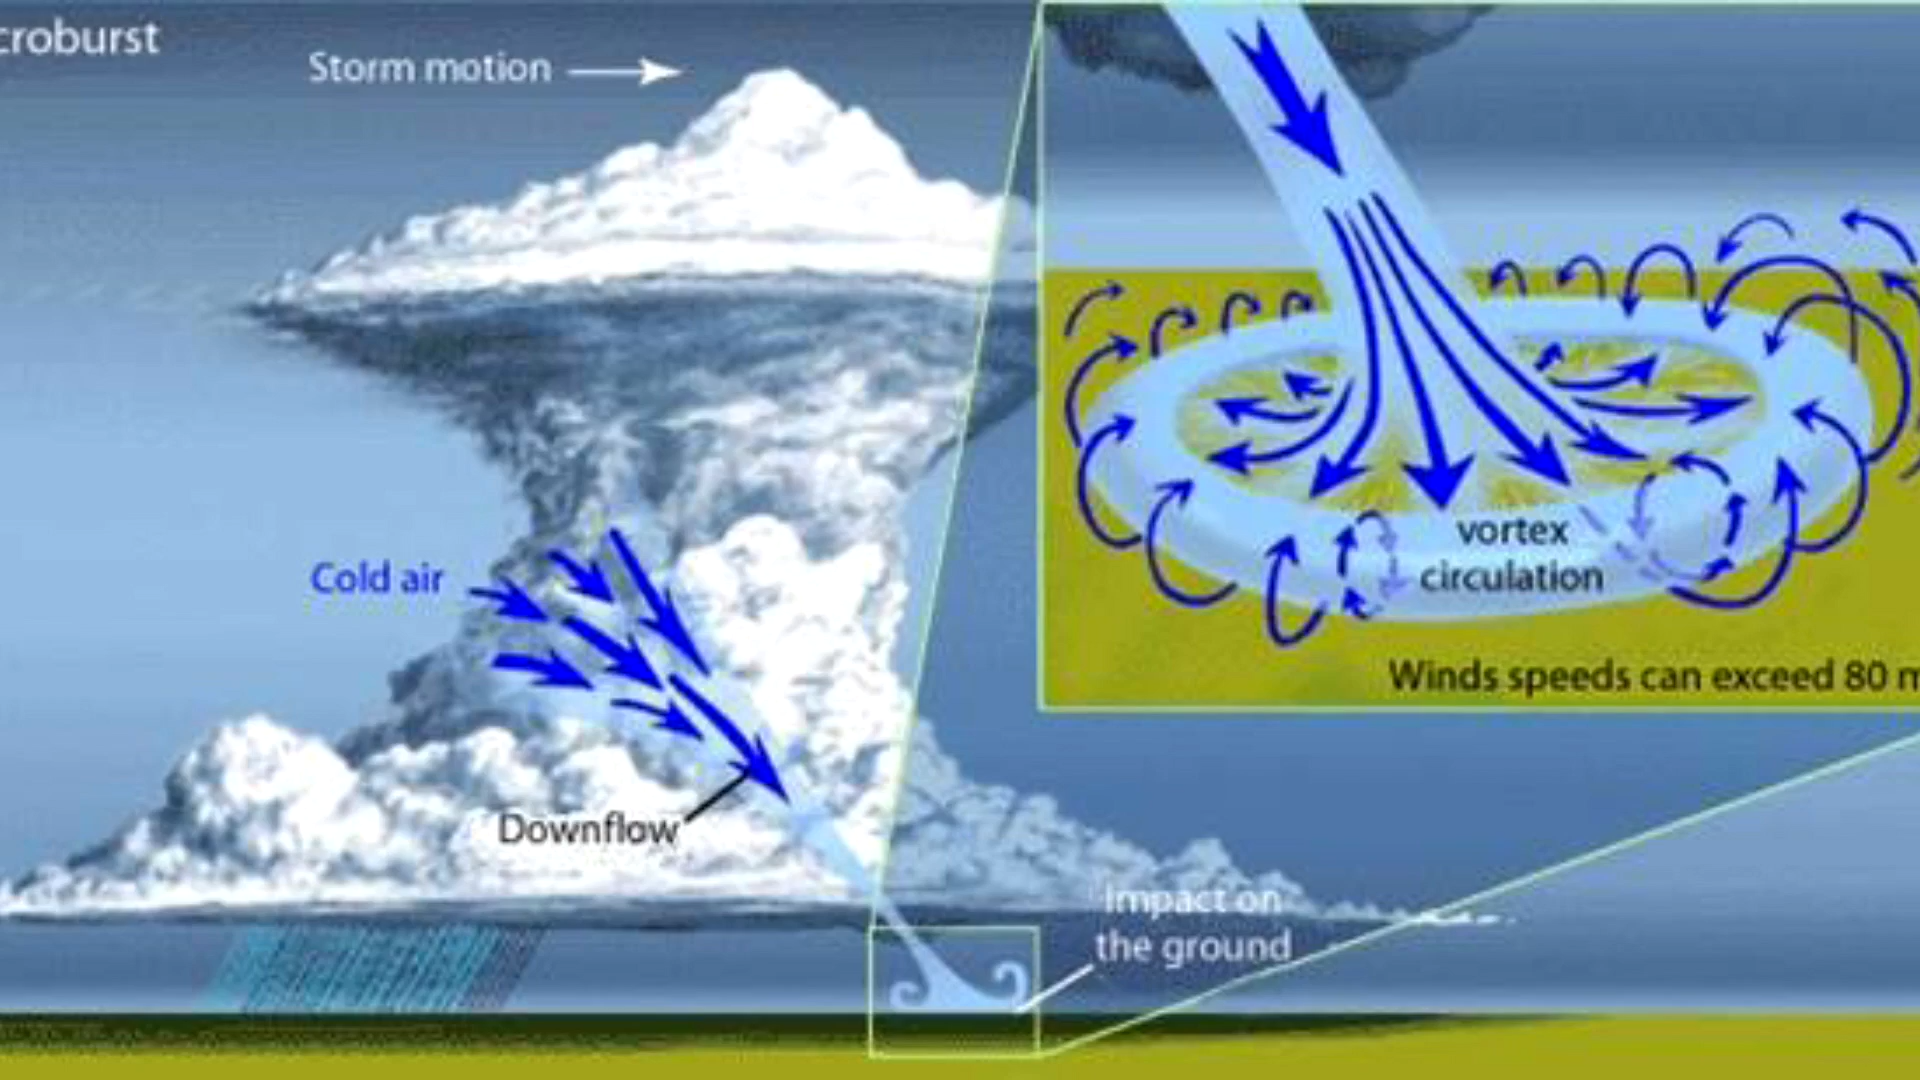 croburst
Storm motion
Cold air
Downflow
impact on
the ground
vortex
circulation
Winds speeds can exceed 80 m